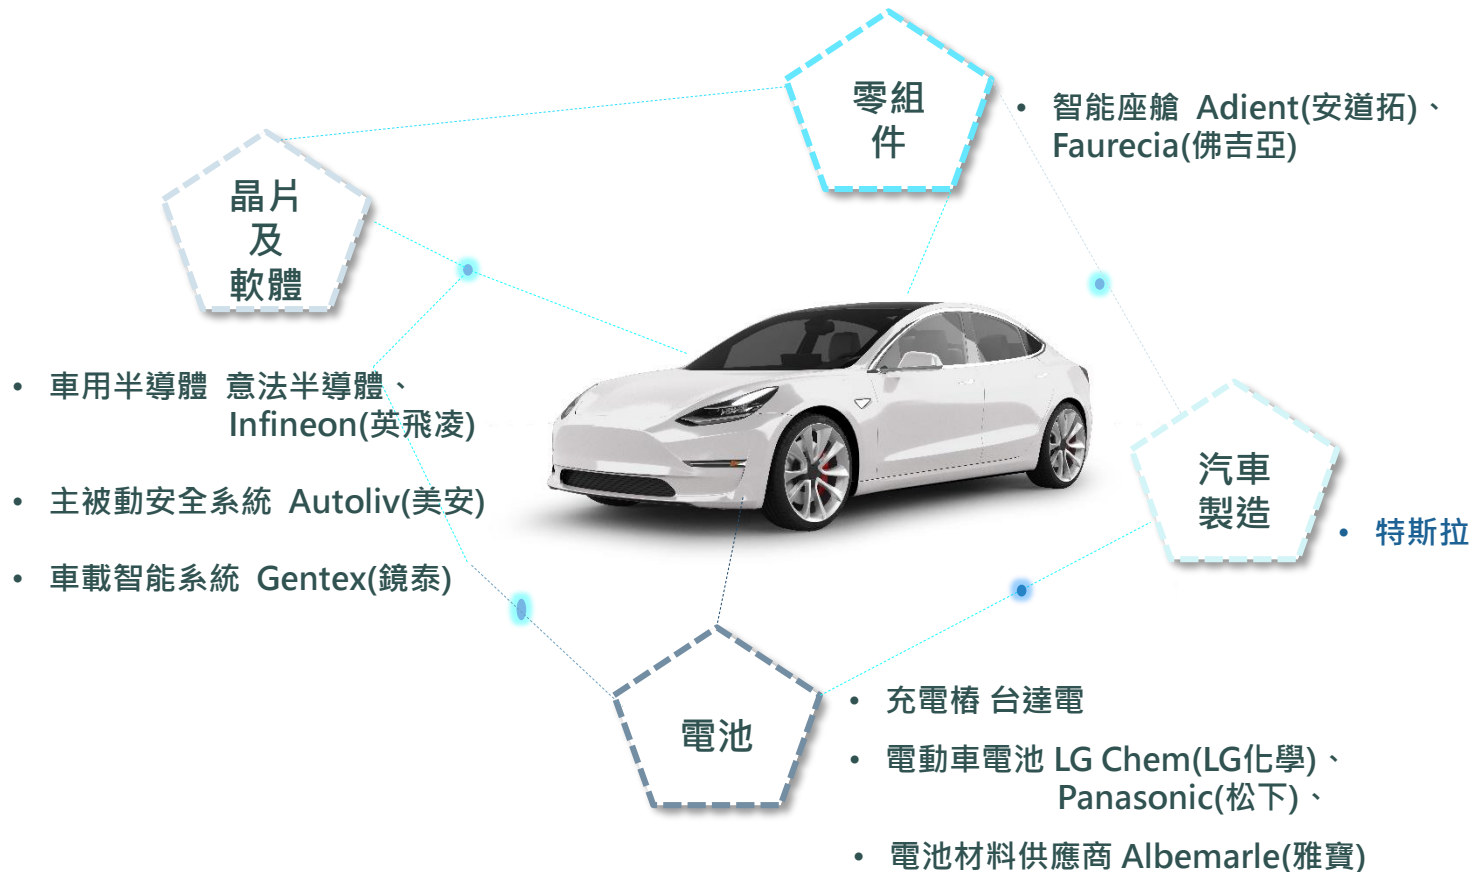 零組
件
• 智能座艙 Adient(安道拓)、
Faurecia(佛吉亞)
晶片
及
軟體
• 車用半導體 意法半導體、
Infineon(英飛凌)
• 主被動安全系統 Autoliv(美安)
• 車載智能系統 Gentex(鏡泰)
汽車
製造
• 特斯拉
電池
• 充電樁 台達電
• 電動車電池 LG Chem(LG化學)、
Panasonic(松下)、
• 電池材料供應商 Albemarle(雅寶)